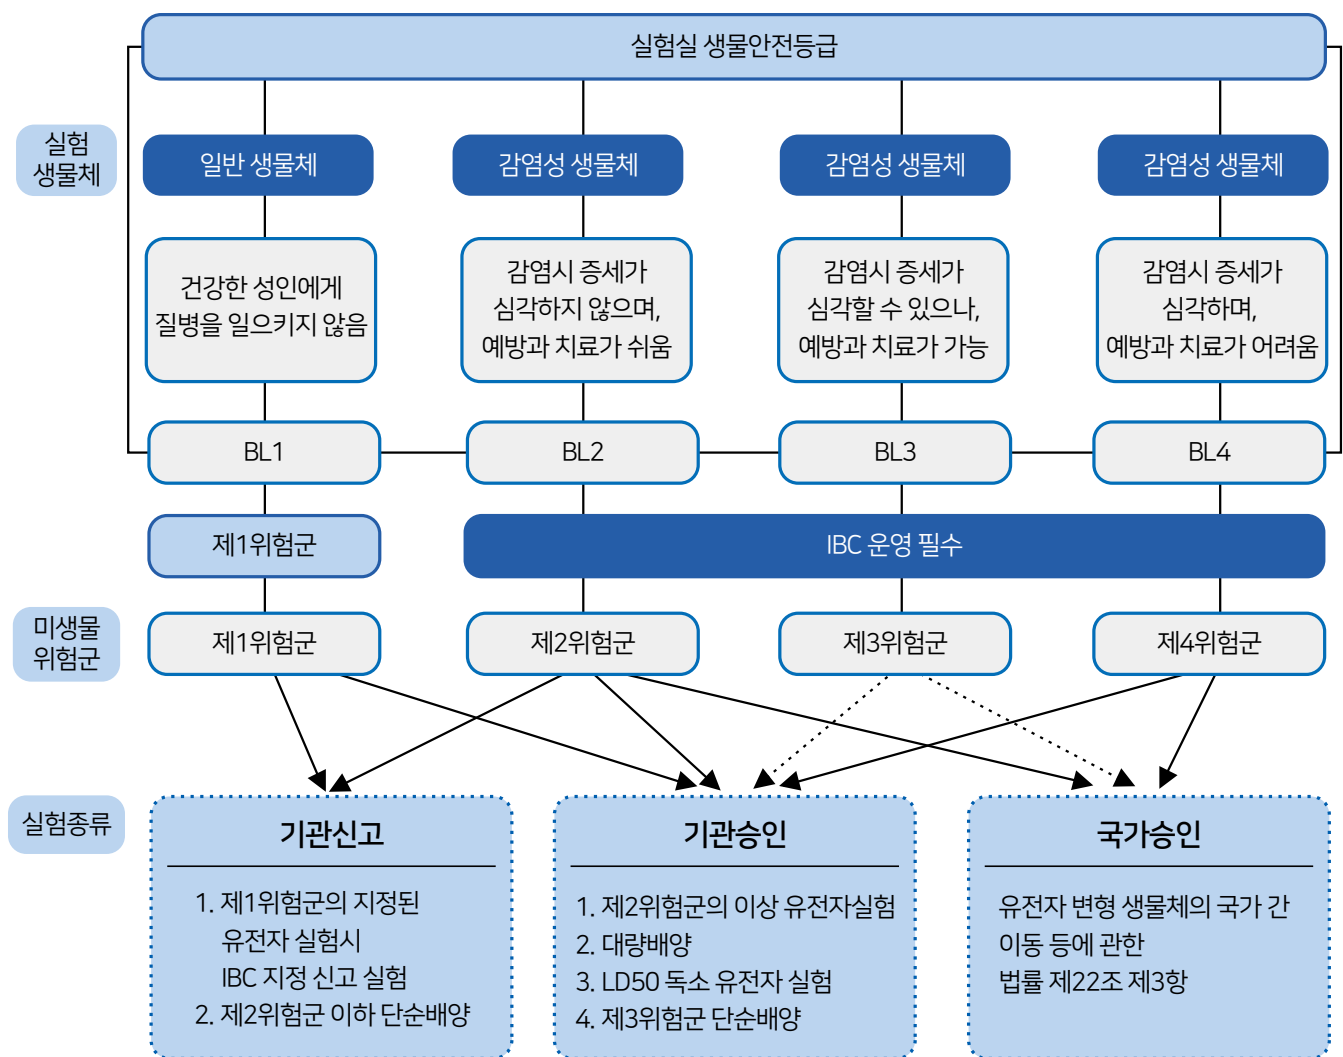 실험실 생물안전등급
실험
생물체
일반 생물체
감염성 생물체
감염성 생물체
감염성 생물체
건강한 성인에게
질병을 일으키지 않음
감염시 증세가
심각하지 않으며,
예방과 치료가 쉬움
감염시 증세가
심각할 수 있으나,
예방과 치료가 가능
감염시 증세가
심각하며,
예방과 치료가 어려움
BL1
BL2
BL3
BL4
제1위험군
IBC 운영 필수
미생물
위험군
제1위험군
제2위험군
제3위험군
제4위험군
실험종류
기관신고
1. 제1위험군의 지정된
유전자 실험시
IBC 지정 신고 실험
2. 제2위험군 이하 단순배양
기관승인
1. 제2위험군의 이상 유전자실험
2. 대량배양
3. LD50 독소 유전자 실험
4. 제3위험군 단순배양
국가승인
유전자 변형 생물체의 국가 간
이동 등에 관한
법률 제22조 제3항